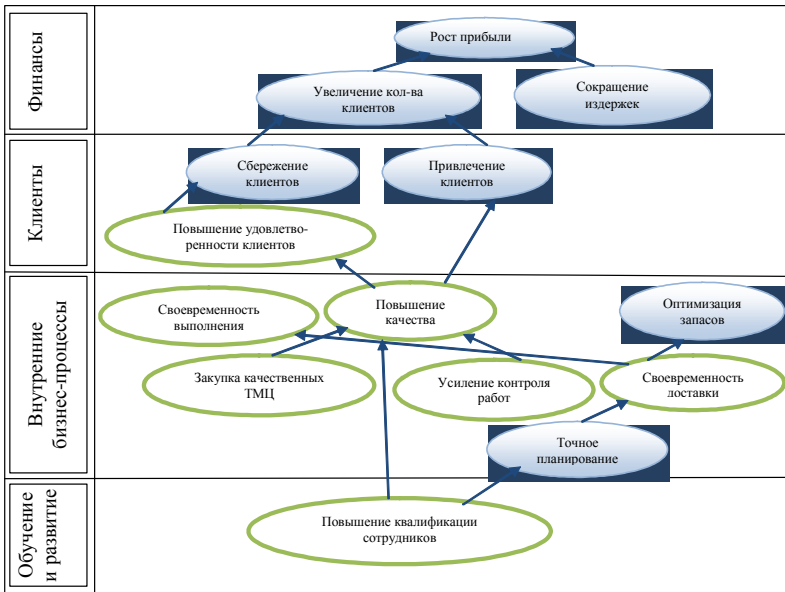 Финансы
Рост прибыли
Увеличение кол-ва
клиентов
Сокращение
издержек
Клиенты
Сбережение
клиентов
Привлечение
клиентов
Повышение удовлетво-
ренности клиентов
Внутренние
бизнес-процессы
Своевременность
выполнения
Повышение
качества
Оптимизация
запасов
Закупка качественных
ТМЦ
Усиление контроля
работ
Своевременность
доставки
Точное
планирование
Обучение
и развитие
Повышение квалификации
сотрудников